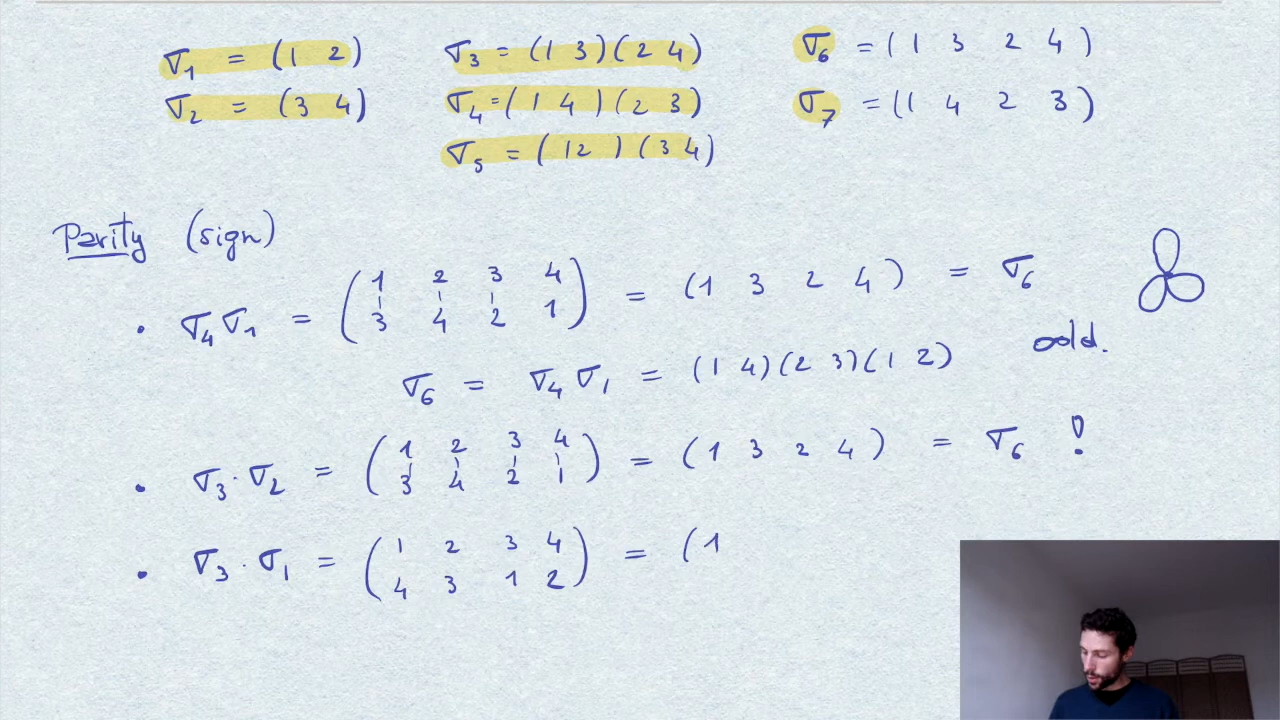 σ₁ = (1 2) σ₃ = (1 3)(2 4) σ₆ = (1 3 2 4)
σ₂ = (3 4) σ₄ = (1 4)(2 3) σ₇ = (1 4 2 3)
σ₅ = (12)(34)
Parity (sign)
• σ₄σ₁ = (1 2 3 4
3 4 2 1) = (1 3 2 4) = σ₆
odd.
σ₆ = σ₄σ₁ = (1 4)(2 3)(1 2)
• σ₃·σ₂ = (1 2 3 4
3 4 2 1) = (1 3 2 4) = σ₆ !
• σ₃·σ₁ = (1 2 3 4
4 3 1 2) = (1